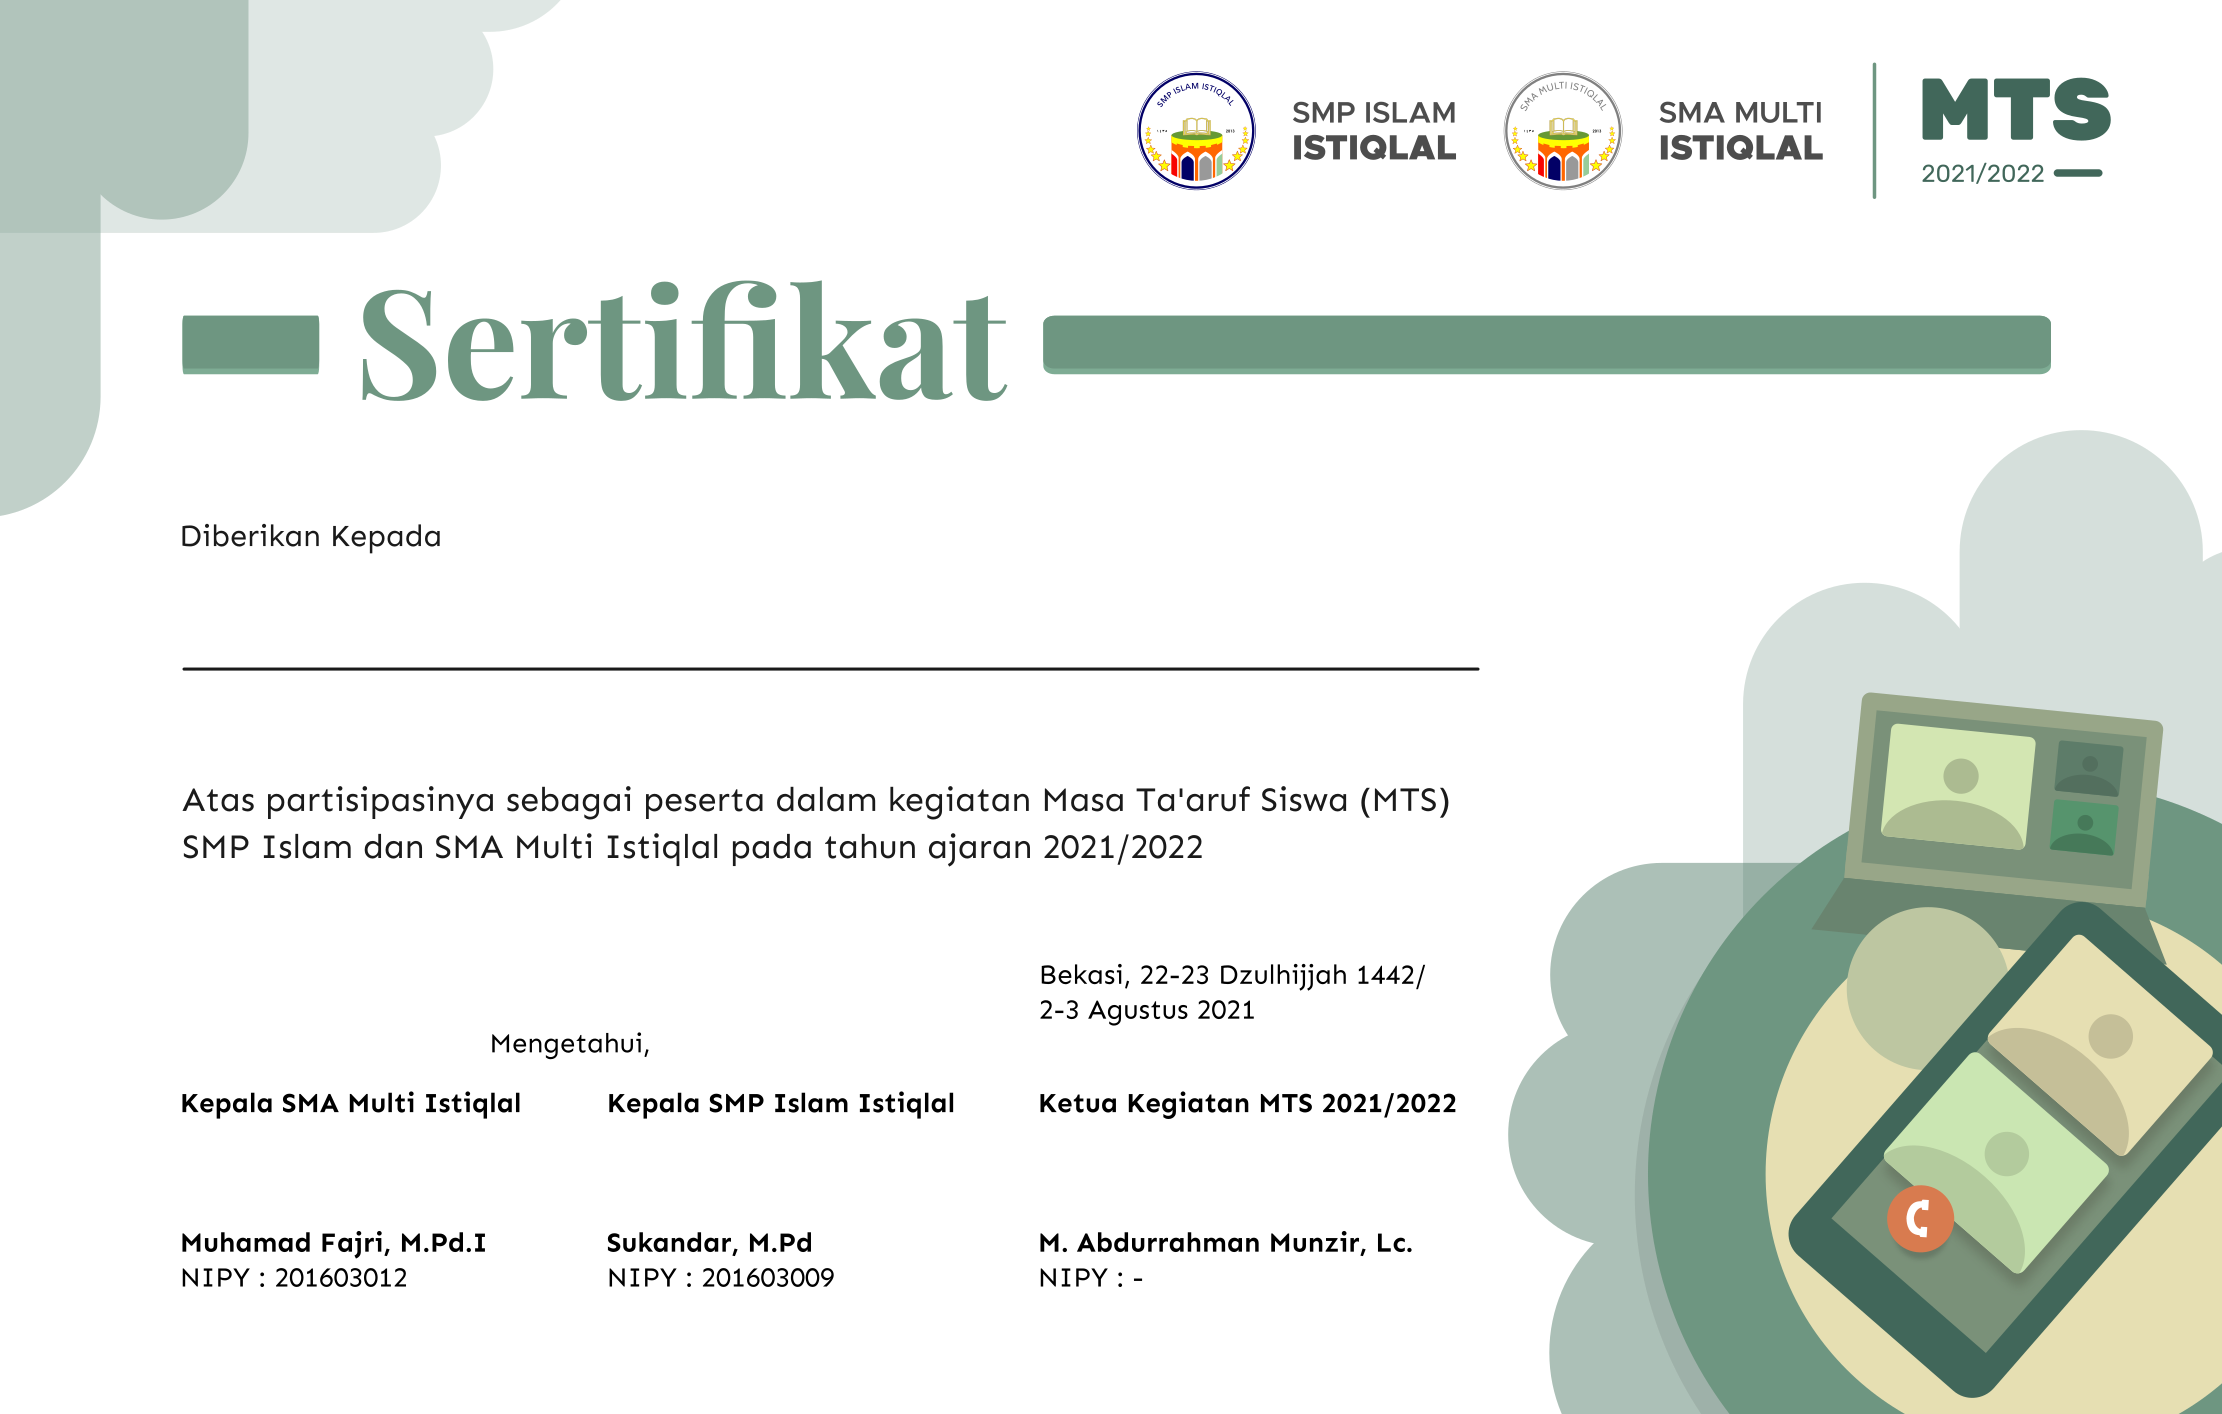 SMP ISLAM ISTIQLAL
SMP ISLAM
ISTIQLAL
SMA MULTI ISTIQLAL
SMA MULTI
ISTIQLAL
MTS
2021/2022
Sertifikat
Diberikan Kepada
Atas partisipasinya sebagai peserta dalam kegiatan Masa Ta'aruf Siswa (MTS)
SMP Islam dan SMA Multi Istiqlal pada tahun ajaran 2021/2022
Bekasi, 22-23 Dzulhijjah 1442/
2-3 Agustus 2021
Mengetahui,
Kepala SMA Multi Istiqlal
Kepala SMP Islam Istiqlal
Ketua Kegiatan MTS 2021/2022
Muhamad Fajri, M.Pd.I
NIPY : 201603012
Sukandar, M.Pd
NIPY : 201603009
M. Abdurrahman Munzir, Lc.
NIPY : -